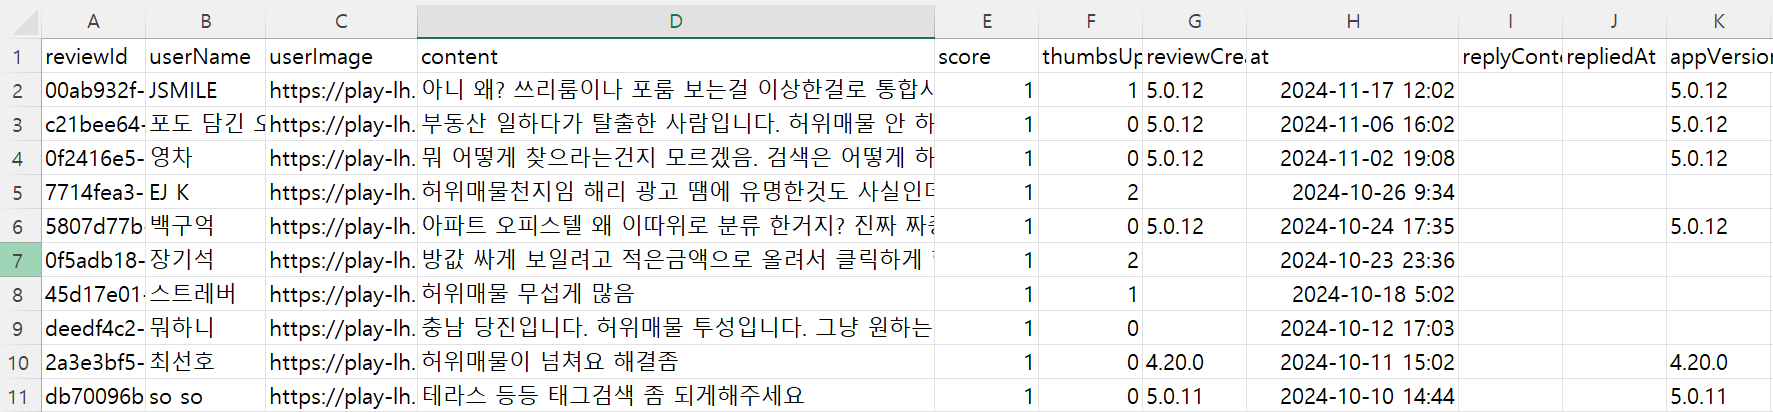 A B C D E F G H I J K
1 reviewId userName userImage content score thumbsUp reviewCrea at replyConte repliedAt appVersion
2 00ab932f- JSMILE https://play-lh. 아니 왜? 쓰리룸이나 포룸 보는걸 이상한걸로 통합시 1 1 5.0.12 2024-11-17 12:02 5.0.12
3 c21bee64- 포도 담긴 오 https://play-lh. 부동산 일하다가 탈출한 사람입니다. 허위매물 안 하 1 0 5.0.12 2024-11-06 16:02 5.0.12
4 0f2416e5- 영차 https://play-lh. 뭐 어떻게 찾으라는건지 모르겠음. 검색은 어떻게 하 1 0 5.0.12 2024-11-02 19:08 5.0.12
5 7714fea3- EJ K https://play-lh. 허위매물천지임 해리 광고 땜에 유명한것도 사실인데 1 2 2024-10-26 9:34
6 5807d77b 백구억 https://play-lh. 아파트 오피스텔 왜 이따위로 분류 한거지? 진짜 짜증 1 0 5.0.12 2024-10-24 17:35 5.0.12
7 0f5adb18- 장기석 https://play-lh. 방값 싸게 보일려고 적은금액으로 올려서 클릭하게 1 2 2024-10-23 23:36
8 45d17e01- 스트레버 https://play-lh. 허위매물 무섭게 많음 1 1 2024-10-18 5:02
9 deedf4c2- 뭐하니 https://play-lh. 충남 당진입니다. 허위매물 투성입니다. 그냥 원하는 1 0 2024-10-12 17:03
10 2a3e3bf5- 최선호 https://play-lh. 허위매물이 넘쳐요 해결좀 1 0 4.20.0 2024-10-11 15:02 4.20.0
11 db70096b so so https://play-lh. 테라스 등등 태그검색 좀 되게해주세요 1 0 5.0.11 2024-10-10 14:44 5.0.11